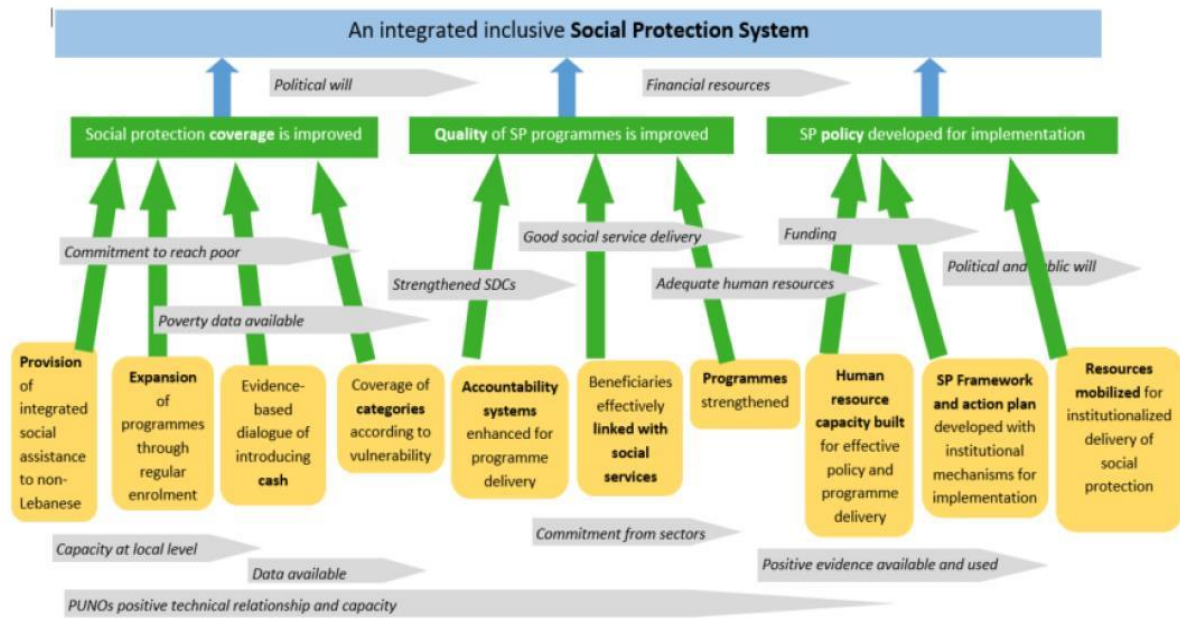 An integrated inclusive Social Protection System
Political will
Financial resources
Social protection coverage is improved
Quality of SP programmes is improved
SP policy developed for implementation
Commitment to reach poor
Good social service delivery
Funding
Strengthened SDCs
Adequate human resources
Political and public will
Poverty data available
Provision
of
integrated
social
assistance
to non-
Lebanese
Expansion
of
programmes
through
regular
enrolment
Evidence-
based
dialogue of
introducing
cash
Coverage of
categories
according to
vulnerability
Accountability
systems
enhanced for
programme
delivery
Beneficiaries
effectively
linked with
social
services
Programmes
strengthened
Human
resource
capacity built
for effective
policy and
programme
delivery
SP Framework
and action plan
developed with
institutional
mechanisms for
implementation
Resources
mobilized for
institutionalized
delivery of
social
protection
Capacity at local level
Commitment from sectors
Data available
Positive evidence available and used
PUNOs positive technical relationship and capacity